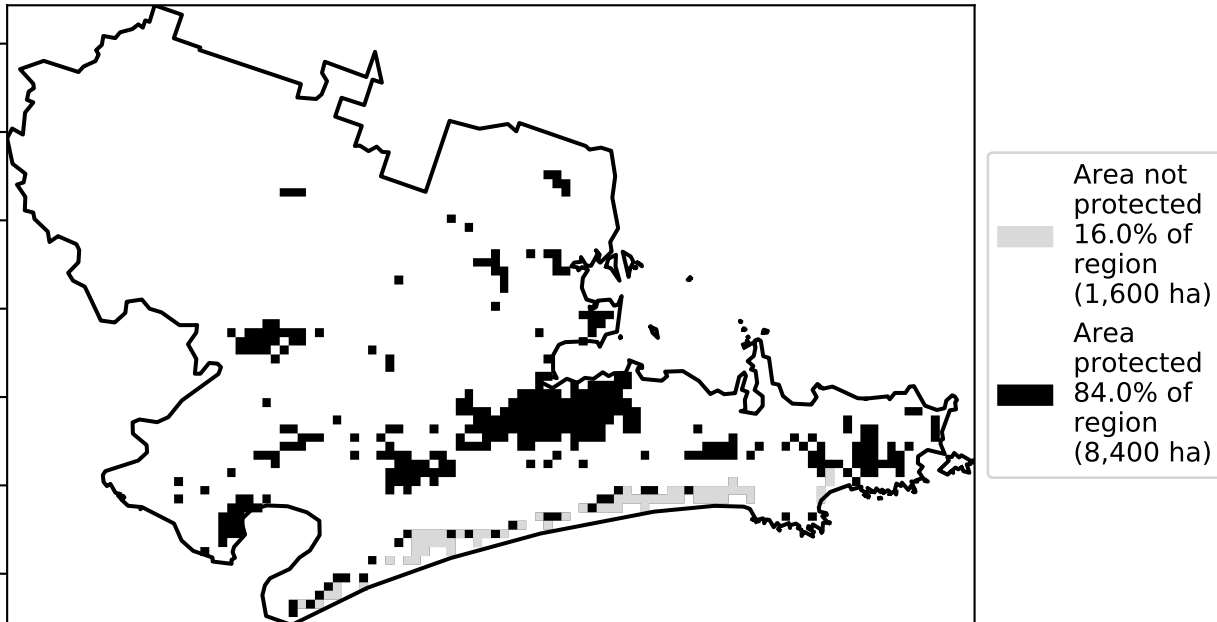 Area not
protected
16.0% of
region
(1,600 ha)
Area
protected
84.0% of
region
(8,400 ha)